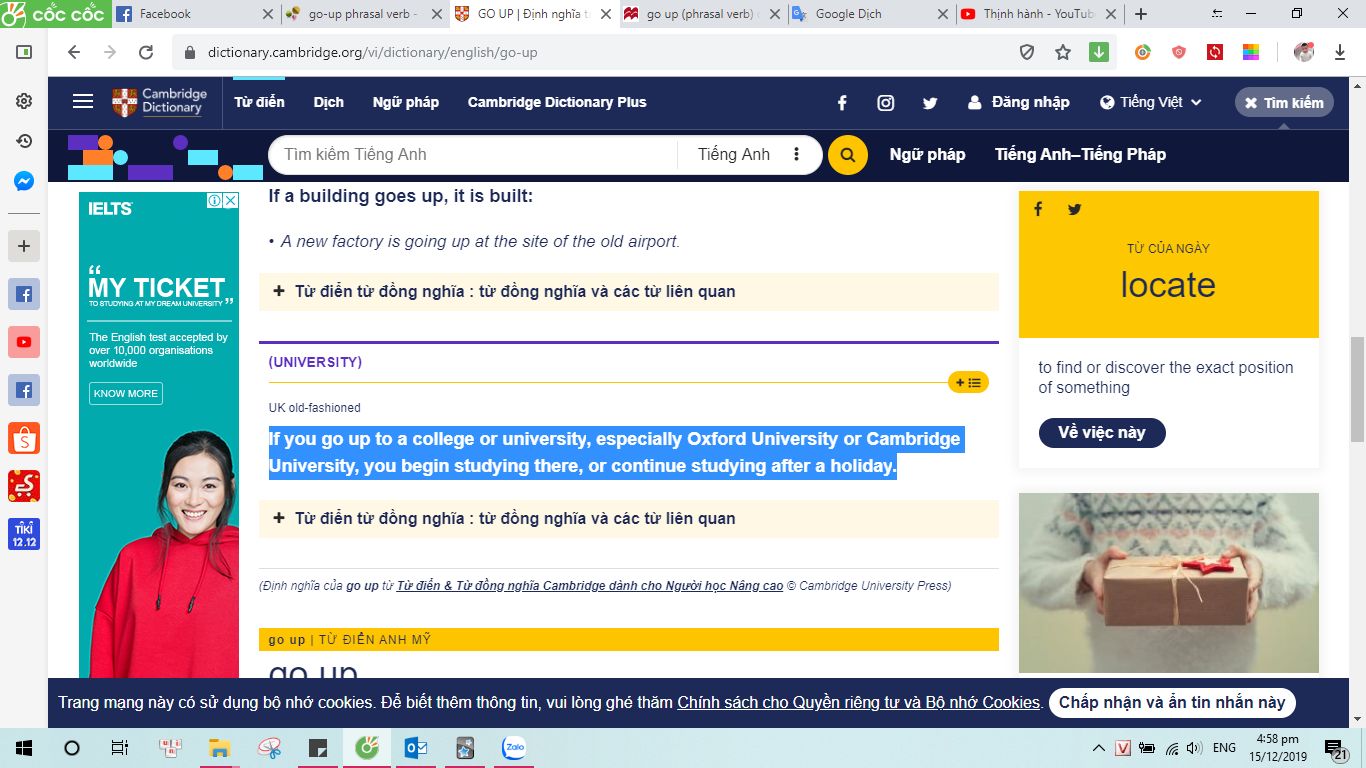 cốc cốc
Facebook
go-up phrasal verb -
GO UP | Định nghĩa t
go up (phrasal verb)
Google Dịch
Thịnh hành - YouTub
dictionary.cambridge.org/vi/dictionary/english/go-up
Cambridge
Dictionary
Từ điển
Dịch
Ngữ pháp
Cambridge Dictionary Plus
Đăng nhập
Tiếng Việt
Tìm kiếm
Tìm kiếm Tiếng Anh
Tiếng Anh
Ngữ pháp
Tiếng Anh–Tiếng Pháp
IELTS
“
MY TICKET
TO STUDYING AT MY DREAM UNIVERSITY ”
The English test accepted by
over 10,000 organisations
worldwide
KNOW MORE
If a building goes up, it is built:
• A new factory is going up at the site of the old airport.
+ Từ điển từ đồng nghĩa : từ đồng nghĩa và các từ liên quan
(UNIVERSITY)
UK old-fashioned
If you go up to a college or university, especially Oxford University or Cambridge
University, you begin studying there, or continue studying after a holiday.
+ Từ điển từ đồng nghĩa : từ đồng nghĩa và các từ liên quan
(Định nghĩa của go up từ Từ điển & Từ đồng nghĩa Cambridge dành cho Người học Nâng cao © Cambridge University Press)
go up | TỪ ĐIỂN ANH MỸ
go up
TỪ CỦA NGÀY
locate
to find or discover the exact position
of something
Về việc này
TIKI
12.12
Trang mạng này có sử dụng bộ nhớ cookies. Để biết thêm thông tin, vui lòng ghé thăm Chính sách cho Quyền riêng tư và Bộ nhớ Cookies.
Chấp nhận và ẩn tin nhắn này
Zalo
ENG
4:58 pm
15/12/2019
21